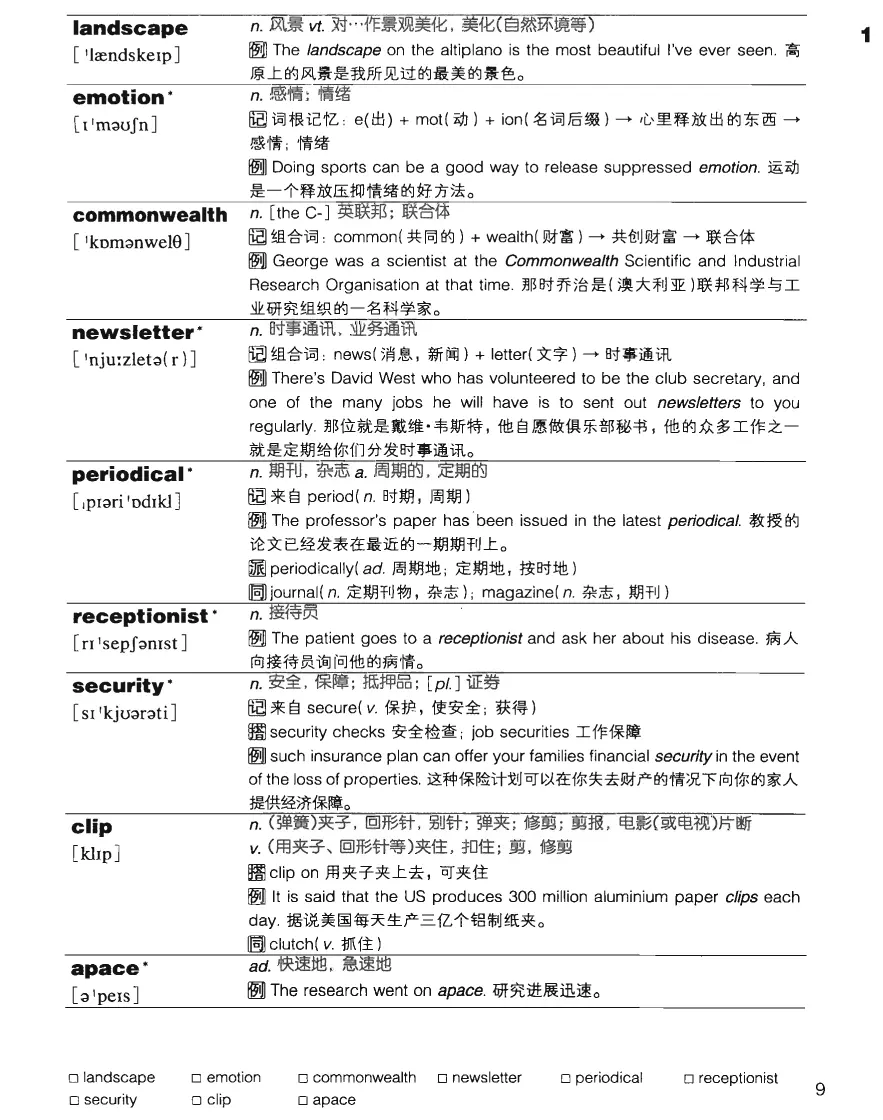 1
landscape n. 风景 vt. 对…作景观美化，美化(自然环境等)
[ˈlændskeɪp] 例 The landscape on the altiplano is the most beautiful I've ever seen. 高
原上的风景是我所见过的最美的景色。
emotion* n. 感情；情绪
[ɪˈməʊʃn] 记 词根记忆：e(出) + mot(动) + ion(名词后缀) → 心里释放出的东西 →
感情；情绪
例 Doing sports can be a good way to release suppressed emotion. 运动
是一个释放压抑情绪的好方法。
commonwealth n. [the C-] 英联邦；联合体
[ˈkɒmənwelθ] 记 组合词：common(共同的) + wealth(财富) → 共创财富 → 联合体
例 George was a scientist at the Commonwealth Scientific and Industrial
Research Organisation at that time. 那时乔治是(澳大利亚)联邦科学与工
业研究组织的一名科学家。
newsletter* n. 时事通讯，业务通讯
[ˈnjuːzletə(r)] 记 组合词：news(消息，新闻) + letter(文字) → 时事通讯
例 There's David West who has volunteered to be the club secretary, and
one of the many jobs he will have is to sent out newsletters to you
regularly. 那位就是戴维·韦斯特，他自愿做俱乐部秘书，他的众多工作之一
就是定期给你们分发时事通讯。
periodical* n. 期刊，杂志 a. 周期的，定期的
[ˌpɪəriˈɒdɪkl] 记 来自 period(n. 时期，周期)
例 The professor's paper has been issued in the latest periodical. 教授的
论文已经发表在最近的一期期刊上。
派 periodically(ad. 周期地；定期地，按时地)
同 journal(n. 定期刊物，杂志)；magazine(n. 杂志，期刊)
receptionist* n. 接待员
[rɪˈsepʃənɪst] 例 The patient goes to a receptionist and ask her about his disease. 病人
向接待员询问他的病情。
security* n. 安全，保障；抵押品；[pl.] 证券
[sɪˈkjʊərəti] 记 来自 secure(v. 保护，使安全；获得)
搭 security checks 安全检查；job securities 工作保障
例 such insurance plan can offer your families financial security in the event
of the loss of properties. 这种保险计划可以在你失去财产的情况下向你的家人
提供经济保障。
clip n. (弹簧)夹子，回形针，别针；弹夹；修剪；剪报，电影(或电视)片断
[klɪp] v. (用夹子、回形针等)夹住，扣住；剪，修剪
搭 clip on 用夹子夹上去，可夹住
例 It is said that the US produces 300 million aluminium paper clips each
day. 据说美国每天生产三亿个铝制纸夹。
同 clutch(v. 抓住)
apace* ad. 快速地，急速地
[əˈpeɪs] 例 The research went on apace. 研究进展迅速。
□ landscape □ emotion □ commonwealth □ newsletter □ periodical □ receptionist
□ security □ clip □ apace
9